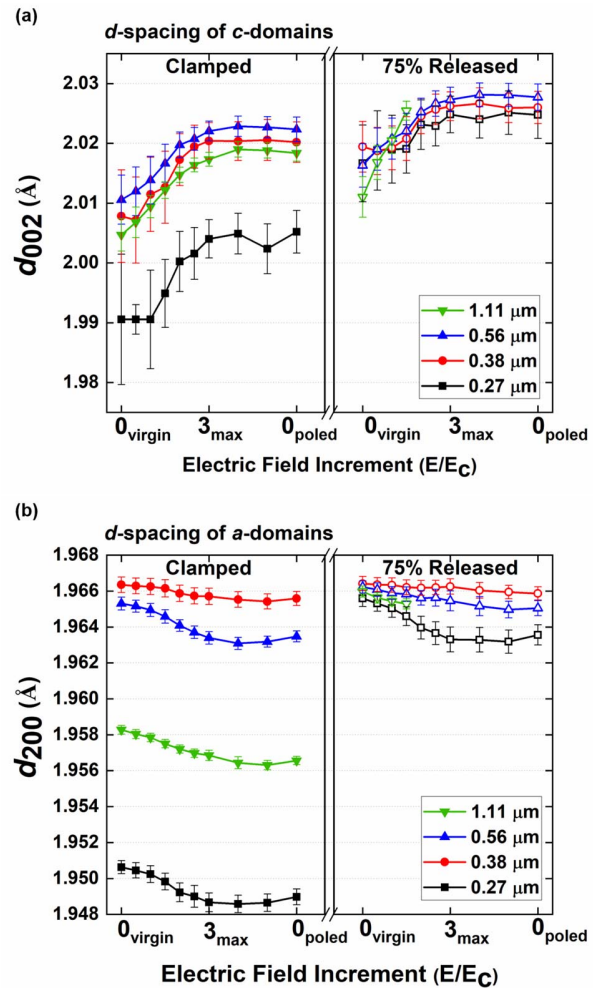 (a)
d-spacing of c-domains
Clamped
75% Released
2.03
2.02
2.01
2.00
1.99
1.98
d002 (Å)
1.11 μm
0.56 μm
0.38 μm
0.27 μm
0virgin 3max 0poled 0virgin 3max 0poled
Electric Field Increment (E/EC)
(b)
d-spacing of a-domains
Clamped
75% Released
1.968
1.966
1.964
1.962
1.960
1.958
1.956
1.954
1.952
1.950
1.948
d200 (Å)
1.11 μm
0.56 μm
0.38 μm
0.27 μm
0virgin 3max 0poled 0virgin 3max 0poled
Electric Field Increment (E/EC)